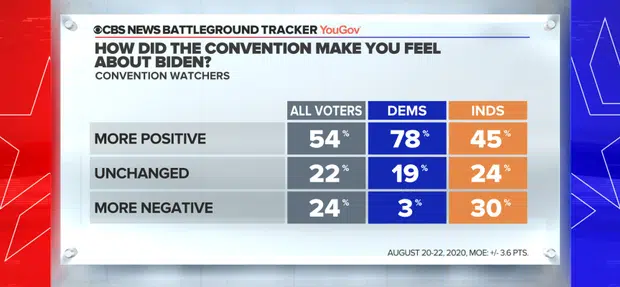 CBS NEWS BATTLEGROUND TRACKER YouGov
HOW DID THE CONVENTION MAKE YOU FEEL
ABOUT BIDEN?
CONVENTION WATCHERS
ALL VOTERS DEMS INDS
MORE POSITIVE 54% 78% 45%
UNCHANGED 22% 19% 24%
MORE NEGATIVE 24% 3% 30%
AUGUST 20-22, 2020, MOE: +/- 3.6 PTS.